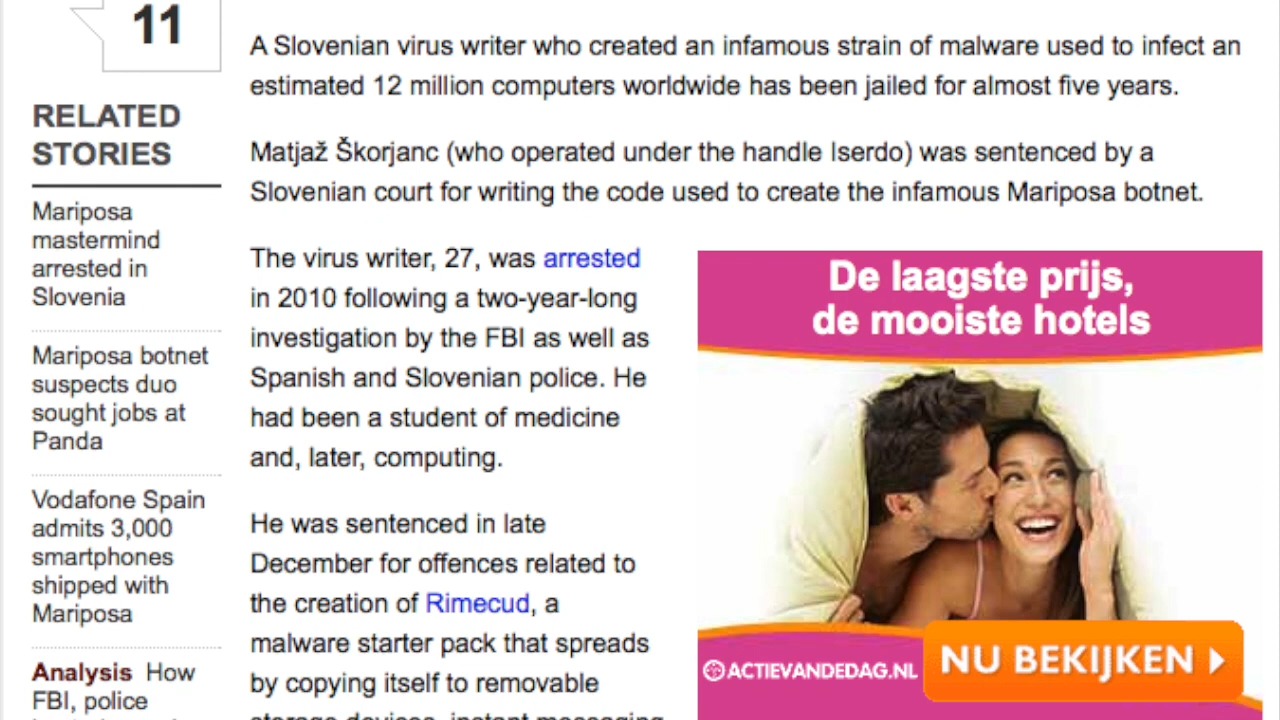 11
RELATED
STORIES
Mariposa
mastermind
arrested in
Slovenia
Mariposa botnet
suspects duo
sought jobs at
Panda
Vodafone Spain
admits 3,000
smartphones
shipped with
Mariposa
Analysis How
FBI, police
A Slovenian virus writer who created an infamous strain of malware used to infect an
estimated 12 million computers worldwide has been jailed for almost five years.
Matjaž Škorjanc (who operated under the handle Iserdo) was sentenced by a
Slovenian court for writing the code used to create the infamous Mariposa botnet.
The virus writer, 27, was arrested
in 2010 following a two-year-long
investigation by the FBI as well as
Spanish and Slovenian police. He
had been a student of medicine
and, later, computing.
He was sentenced in late
December for offences related to
the creation of Rimecud, a
malware starter pack that spreads
by copying itself to removable
storage devices, instant messaging
De laagste prijs,
de mooiste hotels
ACTIEVANDEDAG.NL
NU BEKIJKEN